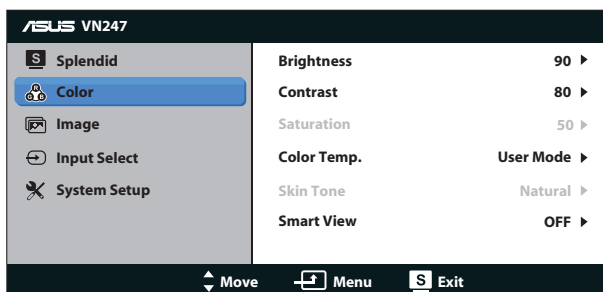 ASUS VN247
S Splendid
Color
Image
Input Select
System Setup
Brightness 90
Contrast 80
Saturation 50
Color Temp. User Mode
Skin Tone Natural
Smart View OFF
Move Menu S Exit